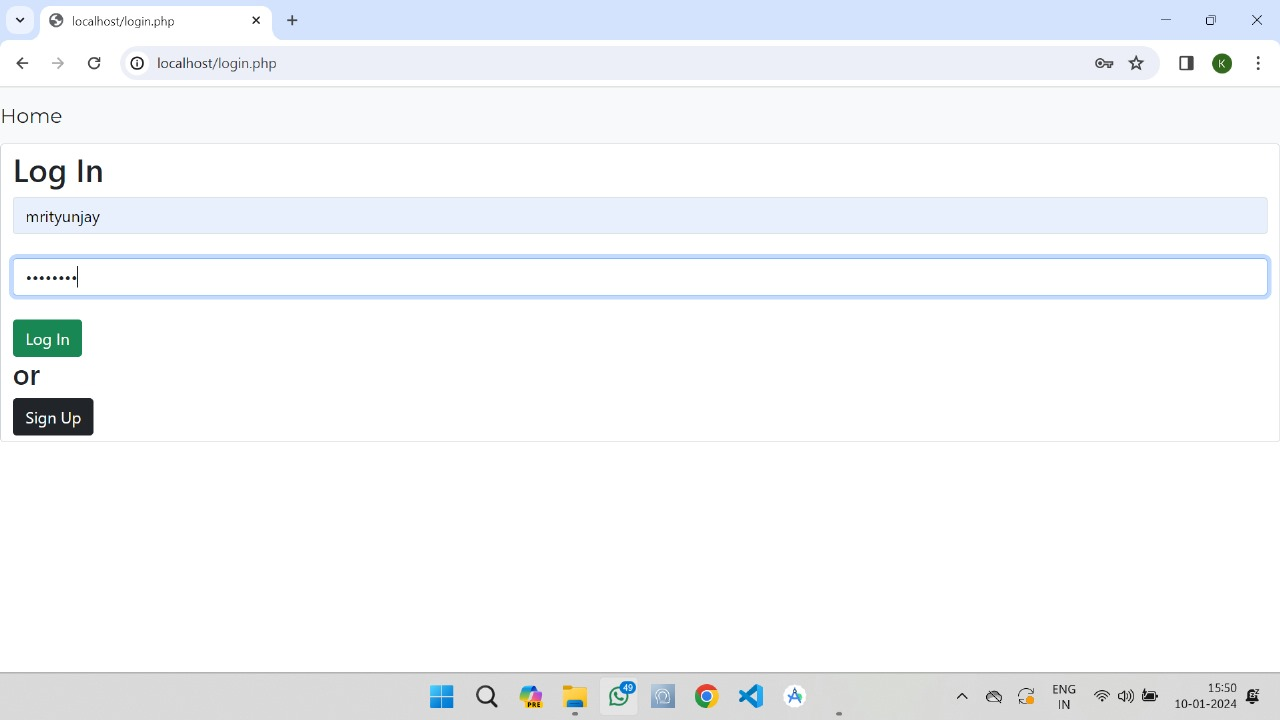 localhost/login.php
localhost/login.php
K
Home
Log In
mrityunjay
••••••••
Log In
or
Sign Up
PRE
49
ENG
IN
15:50
10-01-2024